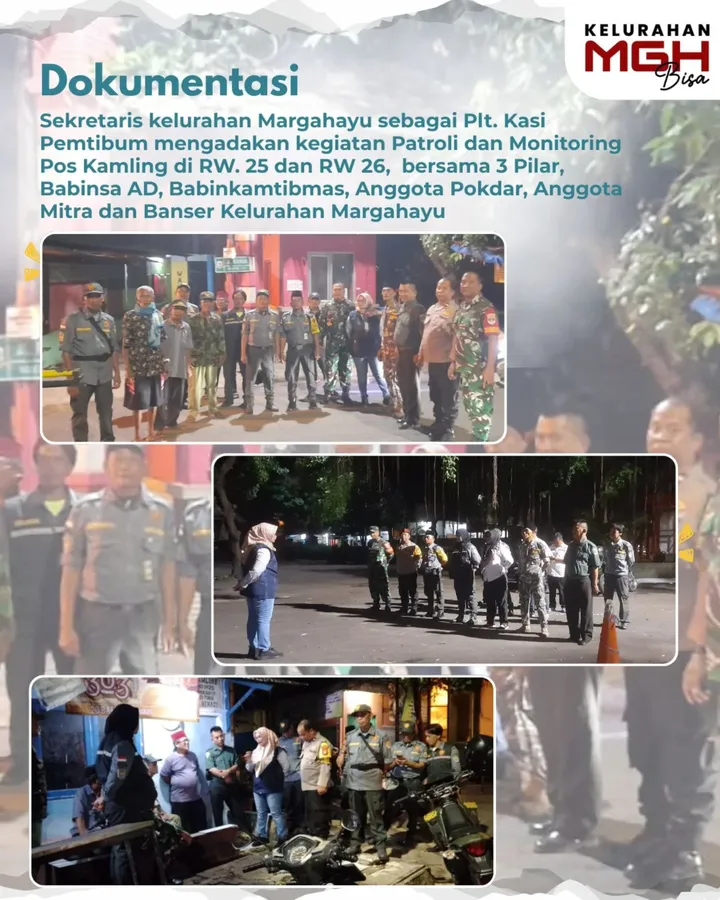 KELURAHAN
MGH
Bisa
Dokumentasi
Sekretaris kelurahan Margahayu sebagai Plt. Kasi
Pemtibum mengadakan kegiatan Patroli dan Monitoring
Pos Kamling di RW. 25 dan RW 26, bersama 3 Pilar,
Babinsa AD, Babinkamtibmas, Anggota Pokdar, Anggota
Mitra dan Banser Kelurahan Margahayu